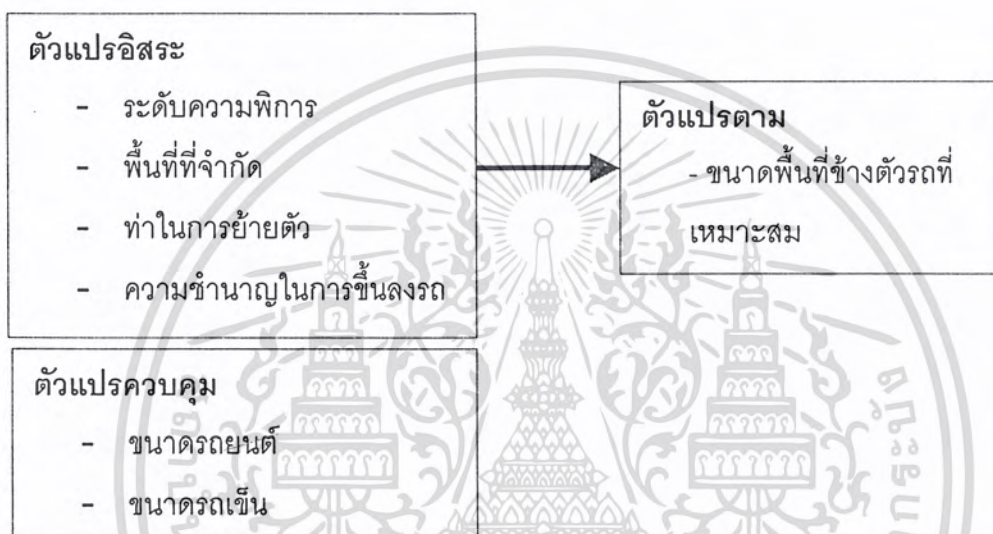 ตัวแปรอิสระ
- ระดับความพิการ
- พื้นที่ที่จำกัด
- ท่าในการย้ายตัว
- ความชำนาญในการขึ้นลงรถ
ตัวแปรตาม
- ขนาดพื้นที่ข้างตัวรถที่
เหมาะสม
ตัวแปรควบคุม
- ขนาดรถยนต์
- ขนาดรถเข็น